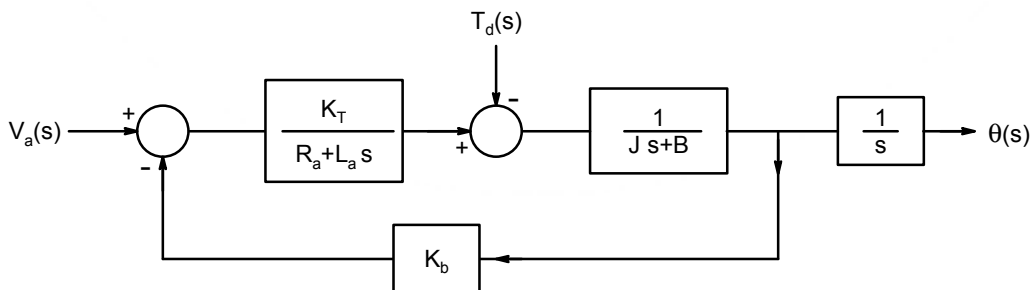 T_d(s)
-
+
V_a(s)
-
K_T
R_a+L_a s
+
1
J s+B
1
s
θ(s)
K_b